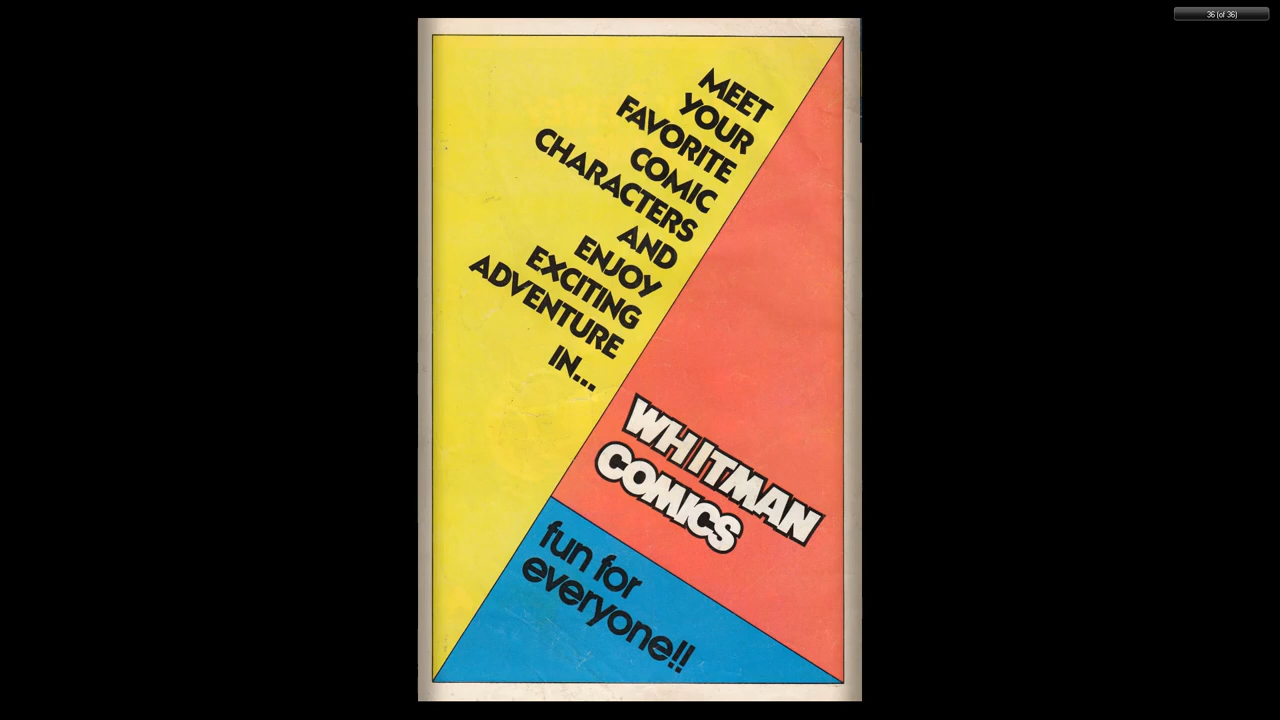 36 (of 36)
MEET
YOUR
FAVORITE
COMIC
CHARACTERS
AND
ENJOY
EXCITING
ADVENTURE
IN...
WHITMAN
COMICS
fun for
everyone!!